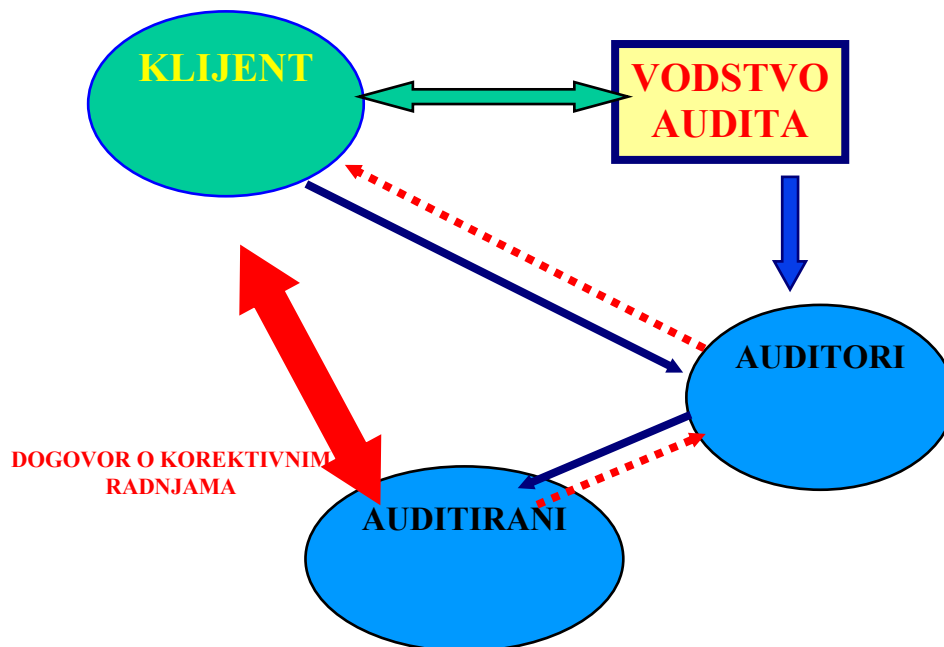 KLIJENT
VODSTVO
AUDITA
AUDITORI
DOGOVOR O KOREKTIVNIM
RADNJAMA
AUDITIRANI